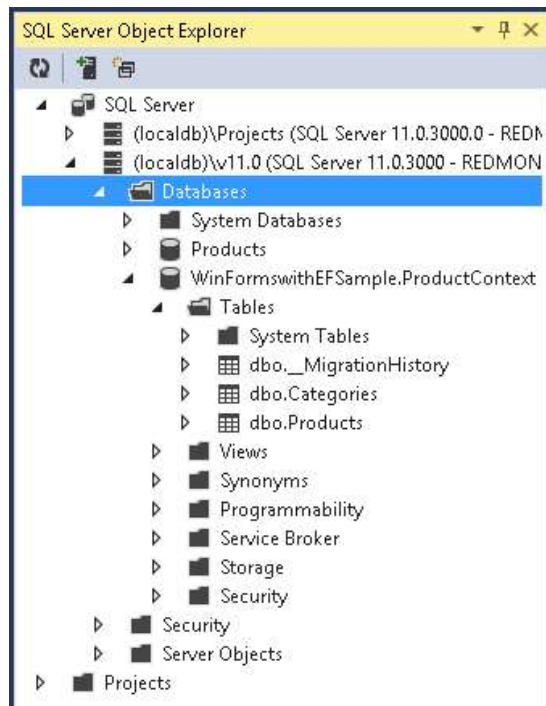 SQL Server Object Explorer
SQL Server
(localdb)\Projects (SQL Server 11.0.3000.0 - REDM
(localdb)\v11.0 (SQL Server 11.0.3000 - REDMON
Databases
System Databases
Products
WinFormswithEFSample.ProductContext
Tables
System Tables
dbo.__MigrationHistory
dbo.Categories
dbo.Products
Views
Synonyms
Programmability
Service Broker
Storage
Security
Security
Server Objects
Projects